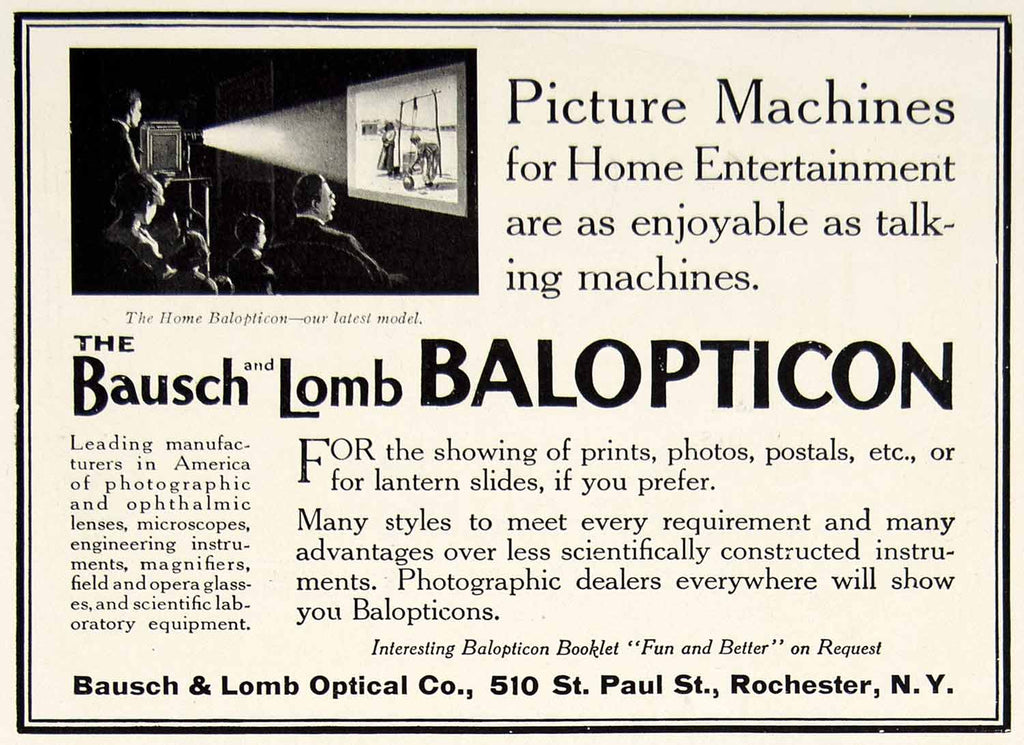 Picture Machines
for Home Entertainment
are as enjoyable as talk-
ing machines.
The Home Balopticon—our latest model.
THE
Bausch and Lomb BALOPTICON
Leading manufac-
turers in America
of photographic
and ophthalmic
lenses, microscopes,
engineering instru-
ments, magnifiers,
field and opera glass-
es, and scientific lab-
oratory equipment.
FOR the showing of prints, photos, postals, etc., or
for lantern slides, if you prefer.
Many styles to meet every requirement and many
advantages over less scientifically constructed instru-
ments. Photographic dealers everywhere will show
you Balopticons.
Interesting Balopticon Booklet "Fun and Better" on Request
Bausch & Lomb Optical Co., 510 St. Paul St., Rochester, N. Y.